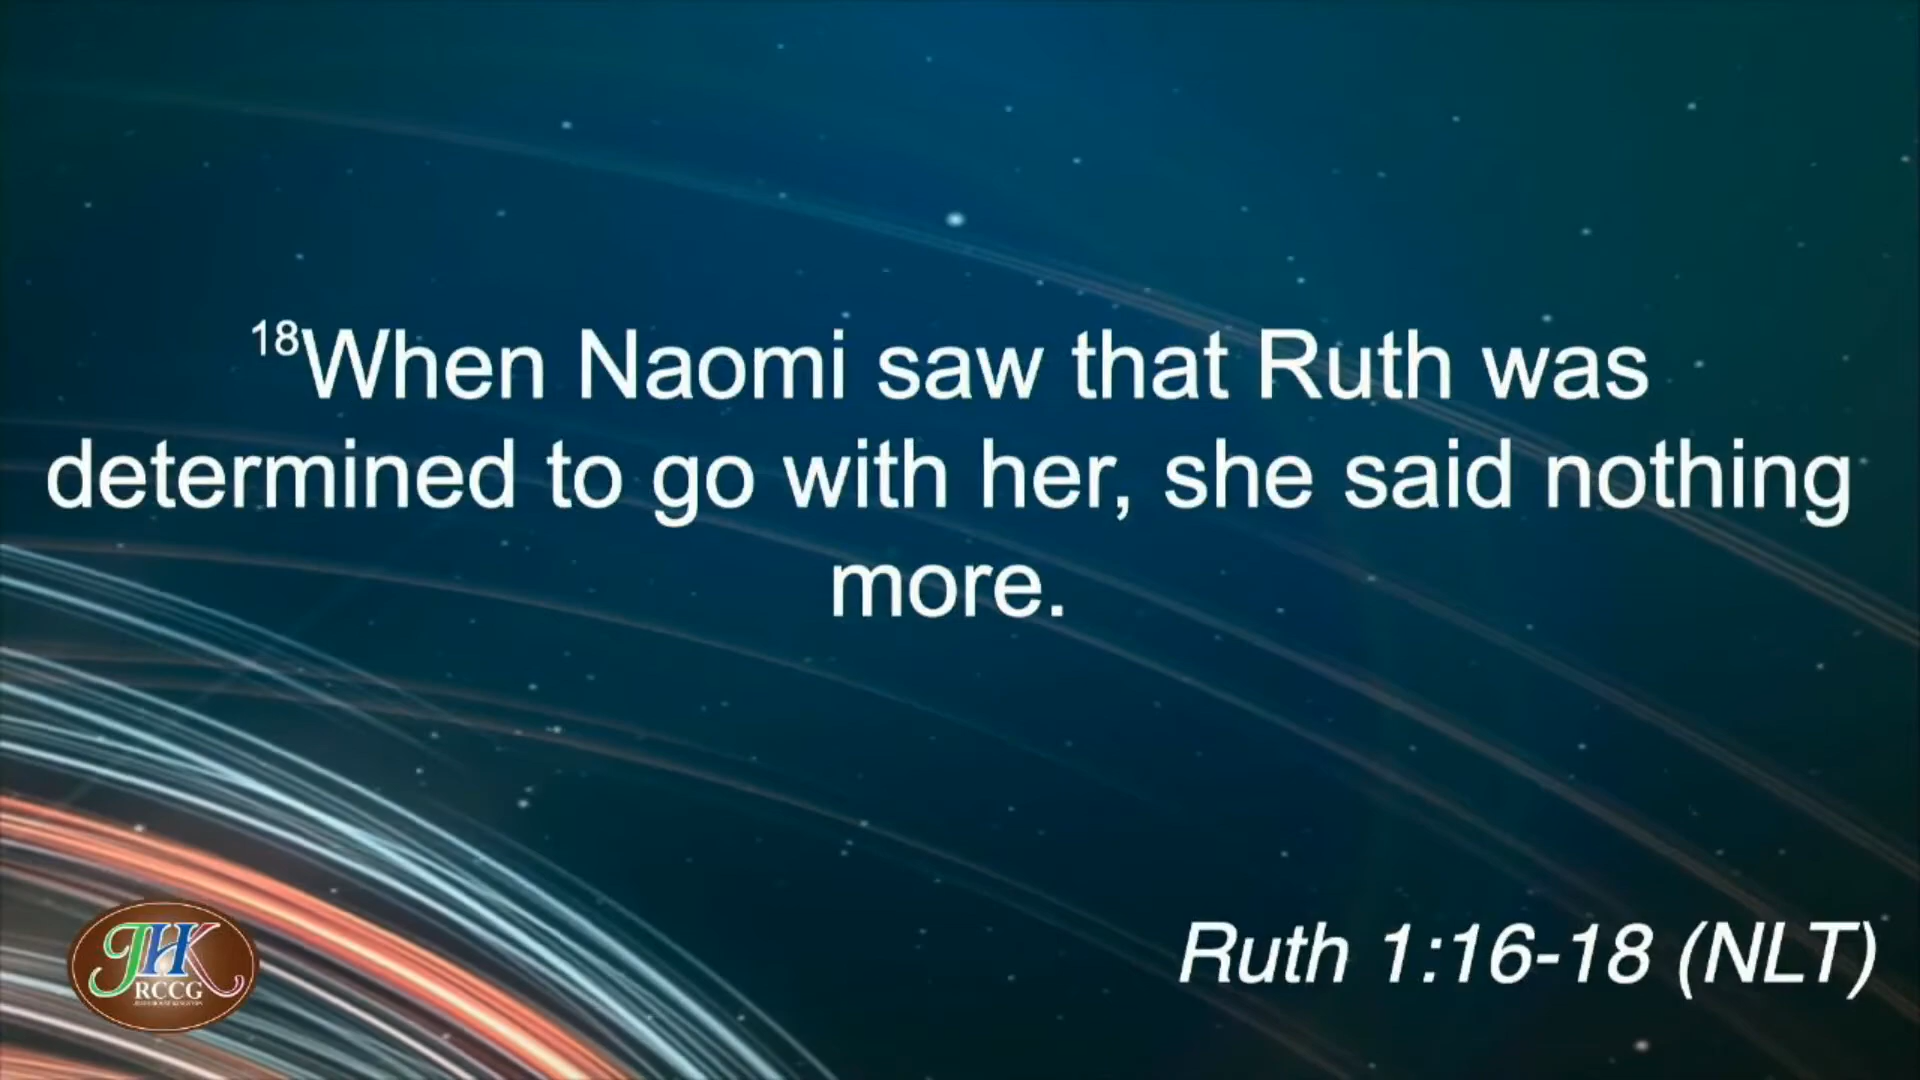 ¹⁸When Naomi saw that Ruth was
determined to go with her, she said nothing
more.
Ruth 1:16-18 (NLT)
JHK
RCCG